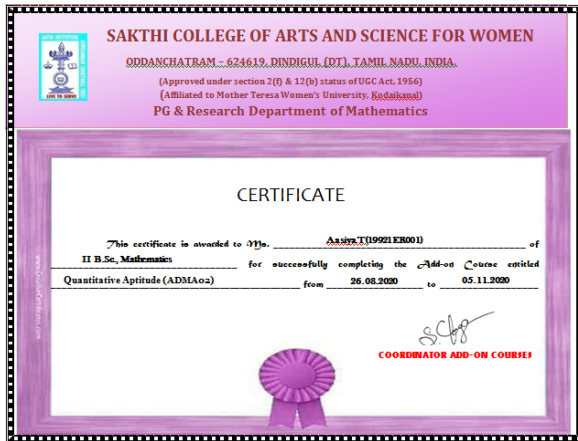 SAKTHI COLLEGE OF ARTS AND SCIENCE FOR WOMEN
ODDANCHATRAM – 624619, DINDIGUL (DT), TAMIL NADU, INDIA.
(Approved under section 2(f) & 12(b) status of UGC Act, 1956)
(Affiliated to Mother Teresa Women's University, Kodaikanal)
PG & Research Department of Mathematics
LIVE TO SERVE
CERTIFICATE
This certificate is awarded to Ms. Aasiya.T(19921ER001) of
II B.Sc., Mathematics for successfully completing the Add-on Course entitled
Quantitative Aptitude (ADMA02) from 26.08.2020 to 05.11.2020
COORDINATOR ADD-ON COURSES